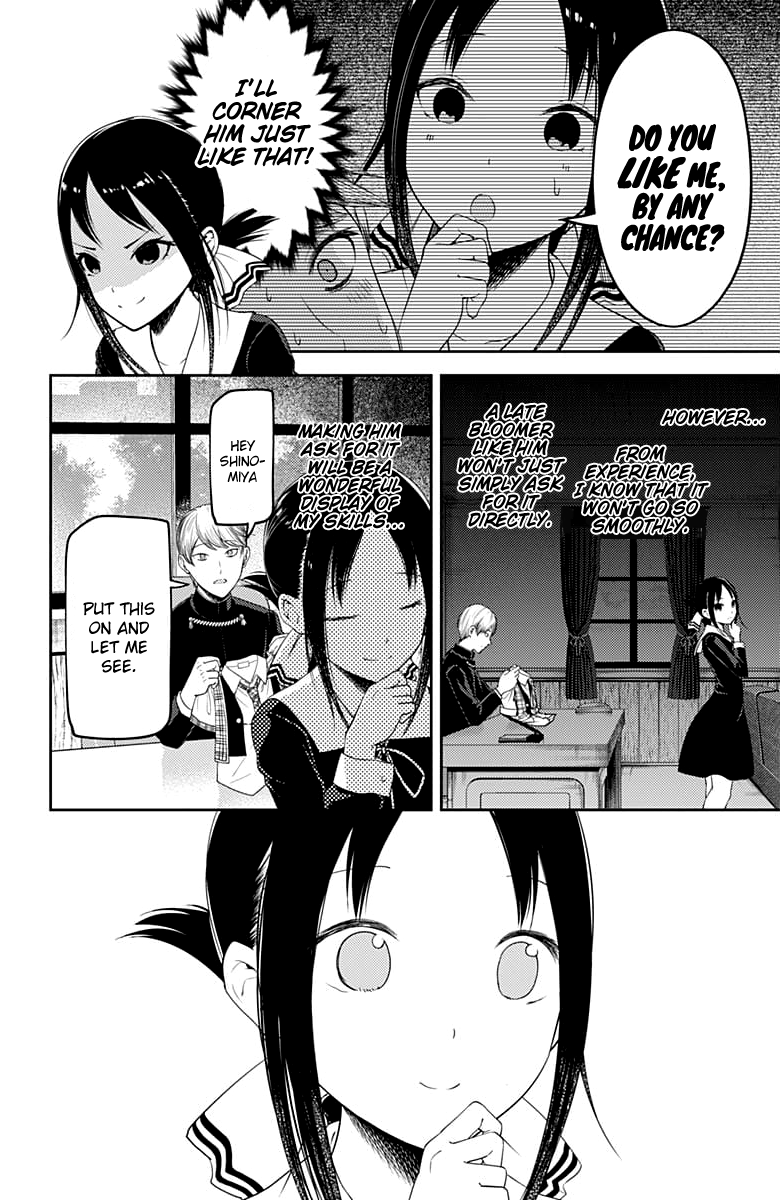 DO YOU
LIKE ME,
BY ANY
CHANCE?
I'LL
CORNER
HIM JUST
LIKE THAT!
HOWEVER...
FROM
EXPERIENCE,
I KNOW THAT IT
WON'T GO SO
SMOOTHLY.
A LATE
BLOOMER
LIKE HIM
WON'T JUST
SIMPLY ASK
FOR IT
DIRECTLY.
MAKING HIM
ASK FOR IT
WILL BE A
WONDERFUL
DISPLAY OF
MY SKILLS...
HEY
SHINO-
MIYA
PUT THIS
ON AND
LET ME
SEE.